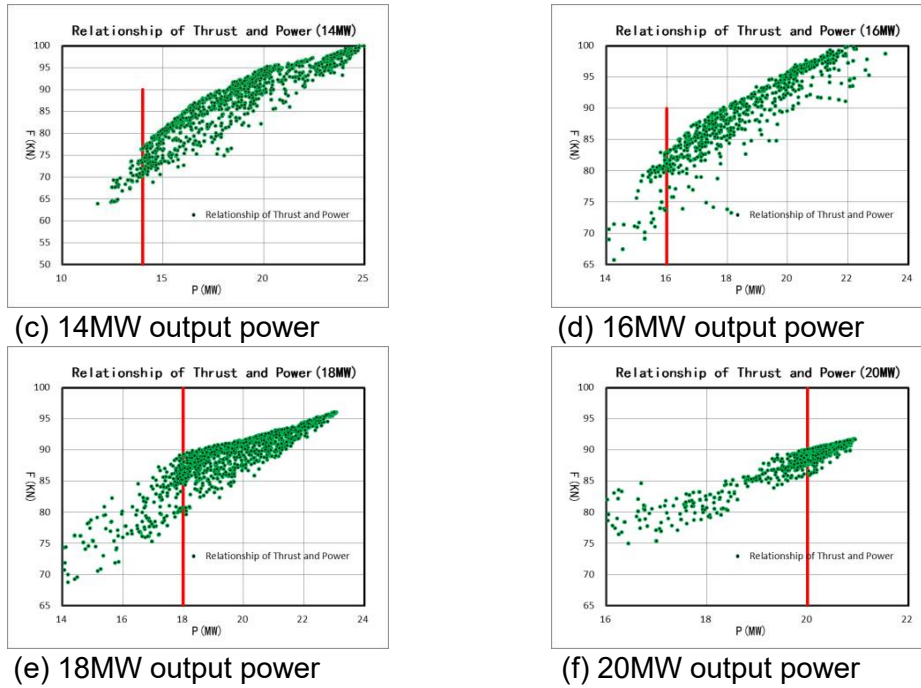 Relationship of Thrust and Power(14MW)
100
95
90
85
80
75
70
65
60
55
50
F(KN)
Relationship of Thrust and Power
10 15 20 25
P(MW)
(c) 14MW output power
Relationship of Thrust and Power(16MW)
100
95
90
85
80
75
70
65
F(KN)
Relationship of Thrust and Power
14 16 18 20 22 24
P(MW)
(d) 16MW output power
Relationship of Thrust and Power(18MW)
100
95
90
85
80
75
70
65
F(KN)
Relationship of Thrust and Power
14 16 18 20 22 24
P(MW)
(e) 18MW output power
Relationship of Thrust and Power(20MW)
100
95
90
85
80
75
70
65
F(KN)
Relationship of Thrust and Power
16 18 20 22
P(MW)
(f) 20MW output power